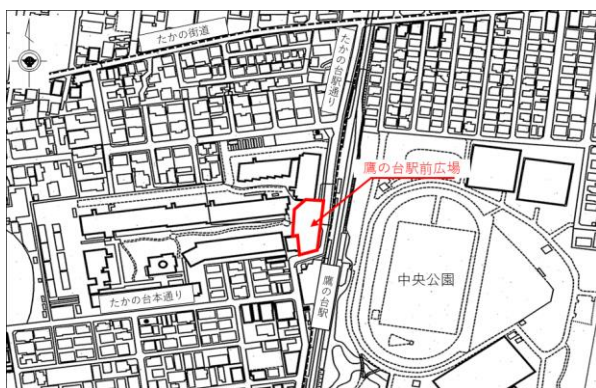 たかの街道
たかの台駅通り
鷹の台駅前広場
中央公園
たかの台本通り
鷹の台駅